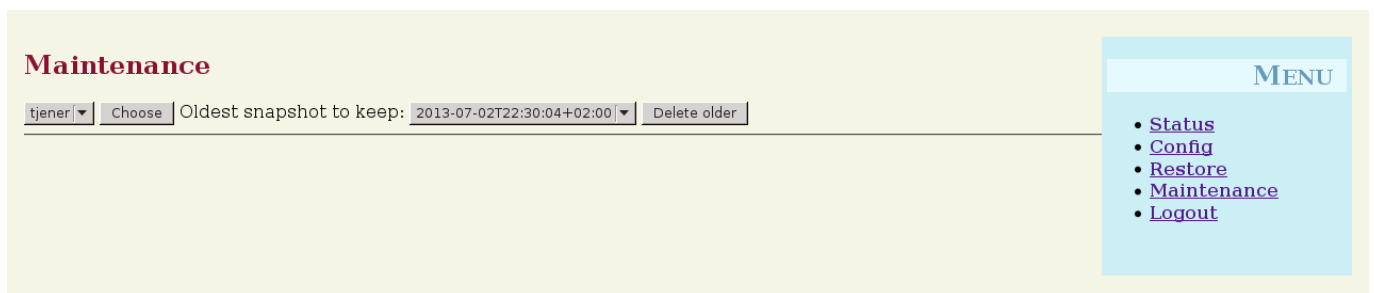 Maintenance
tjener Choose Oldest snapshot to keep: 2013-07-02T22:30:04+02:00 Delete older
MENU
Status
Config
Restore
Maintenance
Logout